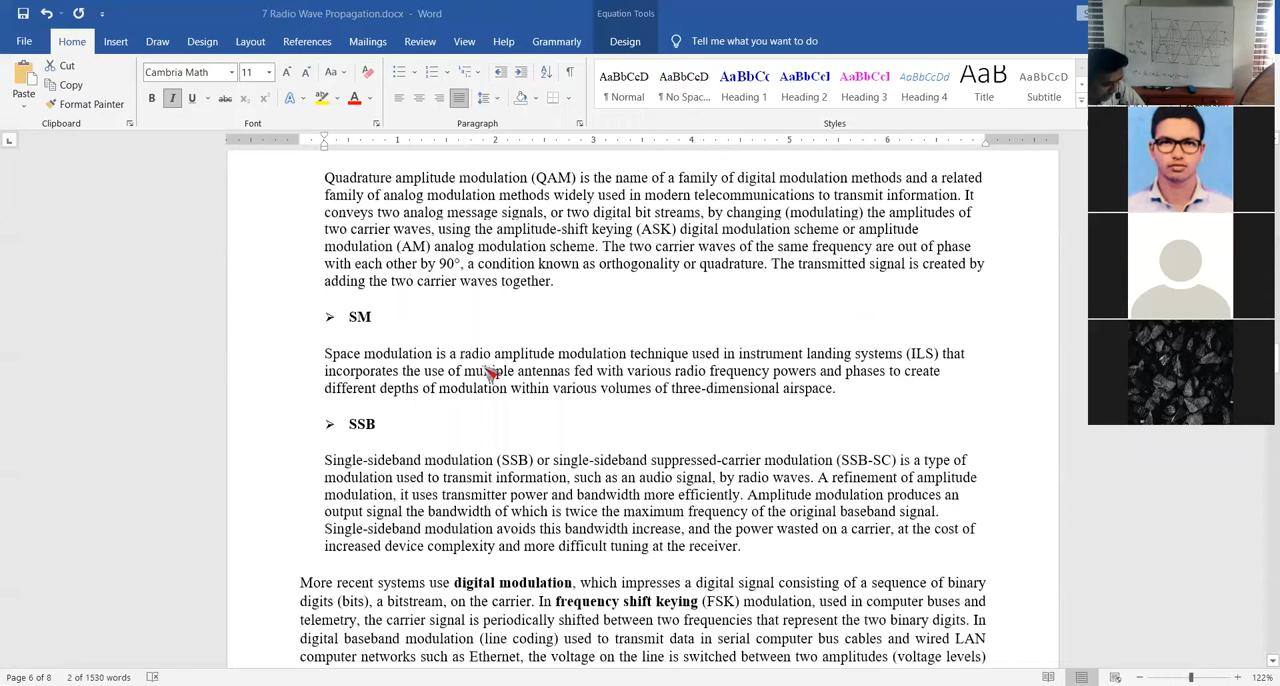 7 Radio Wave Propagation.docx - Word
Equation Tools
File
Home
Insert
Draw
Design
Layout
References
Mailings
Review
View
Help
Grammarly
Design
Tell me what you want to do
Paste
Cut
Copy
Format Painter
Clipboard
Cambria Math
11
Aa
B I U abc x₂ x²
A
A
Font
Paragraph
AaBbCcD AaBbCcD AaBbCc AaBbCcI AaBbCcI AaBbCcDd AaB AaBbCcD
¶ Normal ¶ No Spac... Heading 1 Heading 2 Heading 3 Heading 4 Title Subtitle
Styles
1 2 3 4 5 6
Quadrature amplitude modulation (QAM) is the name of a family of digital modulation methods and a related
family of analog modulation methods widely used in modern telecommunications to transmit information. It
conveys two analog message signals, or two digital bit streams, by changing (modulating) the amplitudes of
two carrier waves, using the amplitude-shift keying (ASK) digital modulation scheme or amplitude
modulation (AM) analog modulation scheme. The two carrier waves of the same frequency are out of phase
with each other by 90°, a condition known as orthogonality or quadrature. The transmitted signal is created by
adding the two carrier waves together.
➢ SM
Space modulation is a radio amplitude modulation technique used in instrument landing systems (ILS) that
incorporates the use of multiple antennas fed with various radio frequency powers and phases to create
different depths of modulation within various volumes of three-dimensional airspace.
➢ SSB
Single-sideband modulation (SSB) or single-sideband suppressed-carrier modulation (SSB-SC) is a type of
modulation used to transmit information, such as an audio signal, by radio waves. A refinement of amplitude
modulation, it uses transmitter power and bandwidth more efficiently. Amplitude modulation produces an
output signal the bandwidth of which is twice the maximum frequency of the original baseband signal.
Single-sideband modulation avoids this bandwidth increase, and the power wasted on a carrier, at the cost of
increased device complexity and more difficult tuning at the receiver.
More recent systems use digital modulation, which impresses a digital signal consisting of a sequence of binary
digits (bits), a bitstream, on the carrier. In frequency shift keying (FSK) modulation, used in computer buses and
telemetry, the carrier signal is periodically shifted between two frequencies that represent the two binary digits. In
digital baseband modulation (line coding) used to transmit data in serial computer bus cables and wired LAN
computer networks such as Ethernet, the voltage on the line is switched between two amplitudes (voltage levels)
Page 6 of 8
2 of 1530 words
122%